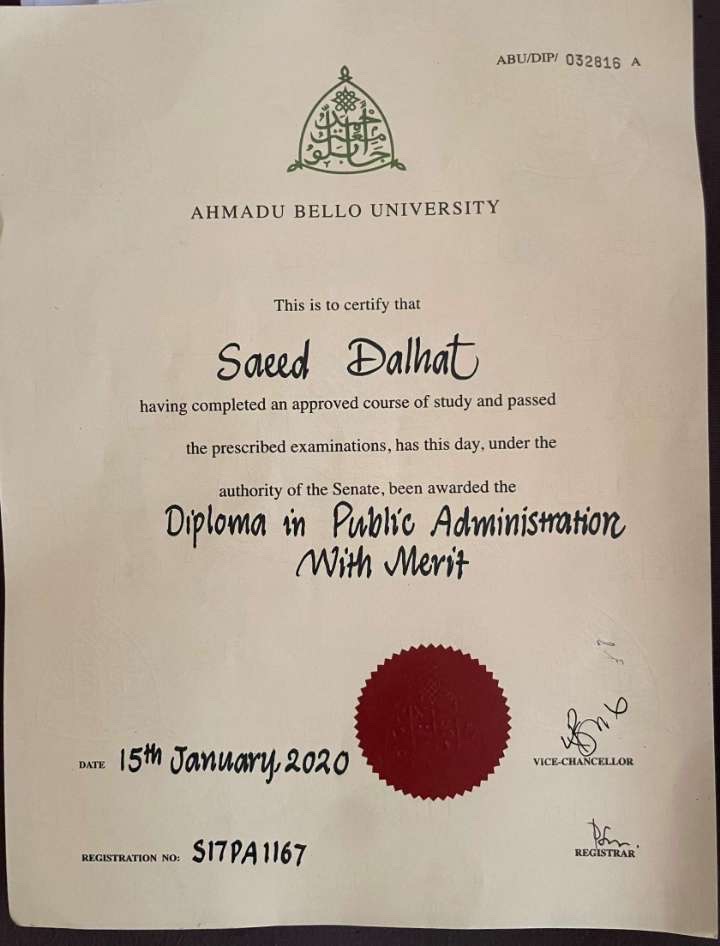 ABU/DIP/ 032816 A
AHMADU BELLO UNIVERSITY
This is to certify that
Saeed Dalhat
having completed an approved course of study and passed
the prescribed examinations, has this day, under the
authority of the Senate, been awarded the
Diploma in Public Administration
With Merit
DATE 15th January, 2020
VICE-CHANCELLOR
REGISTRATION NO: S17PA1167
REGISTRAR